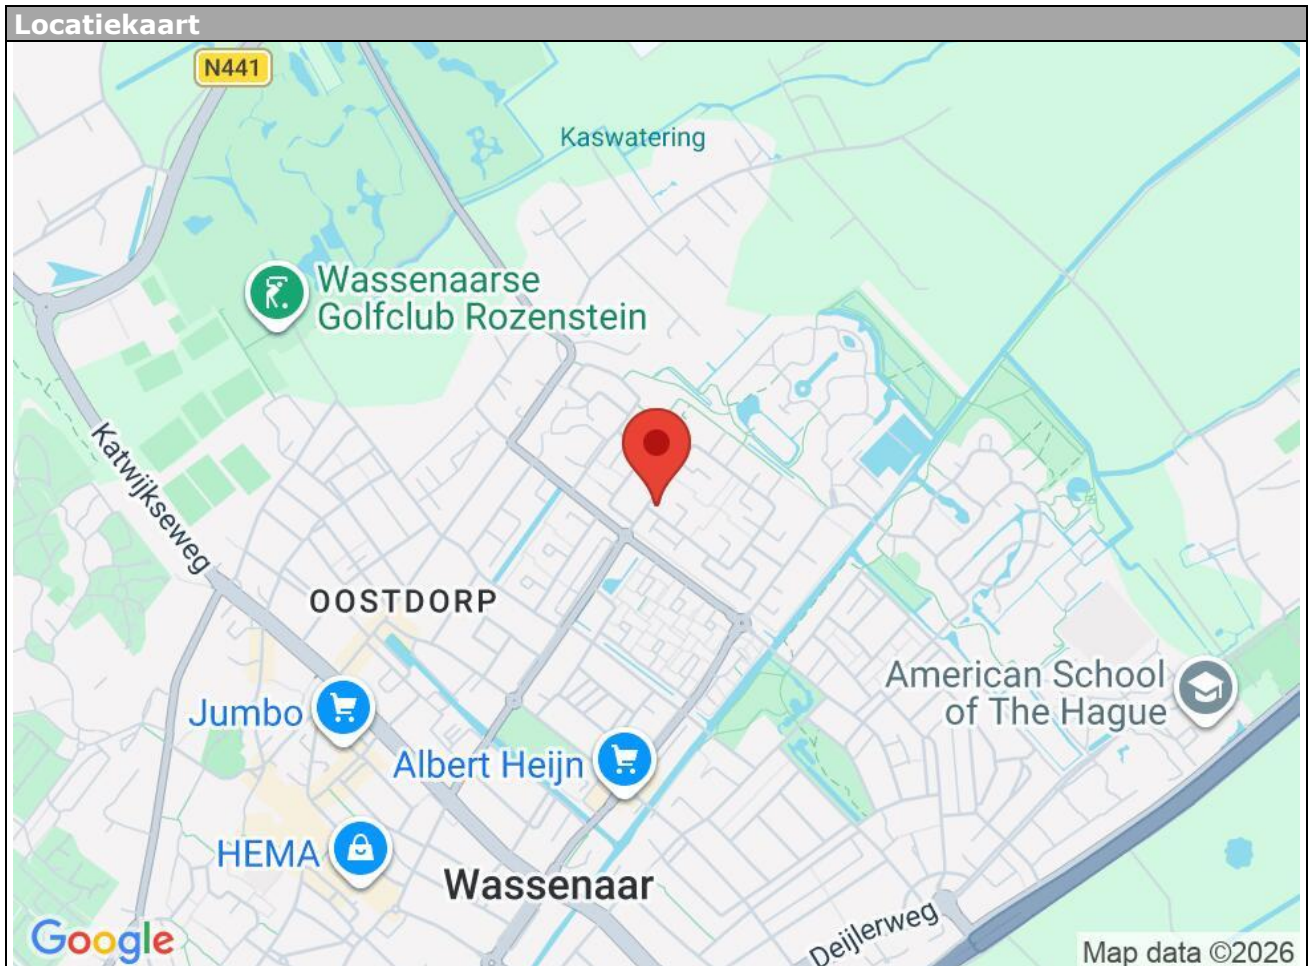 Locatiekaart
N441
Kaswatering
Wassenaarse
Golfclub Rozenstein
Katwijkseweg
OOSTDORP
American School
of The Hague
Jumbo
Albert Heijn
HEMA
Wassenaar
Deijlerweg
Google
Map data ©2026